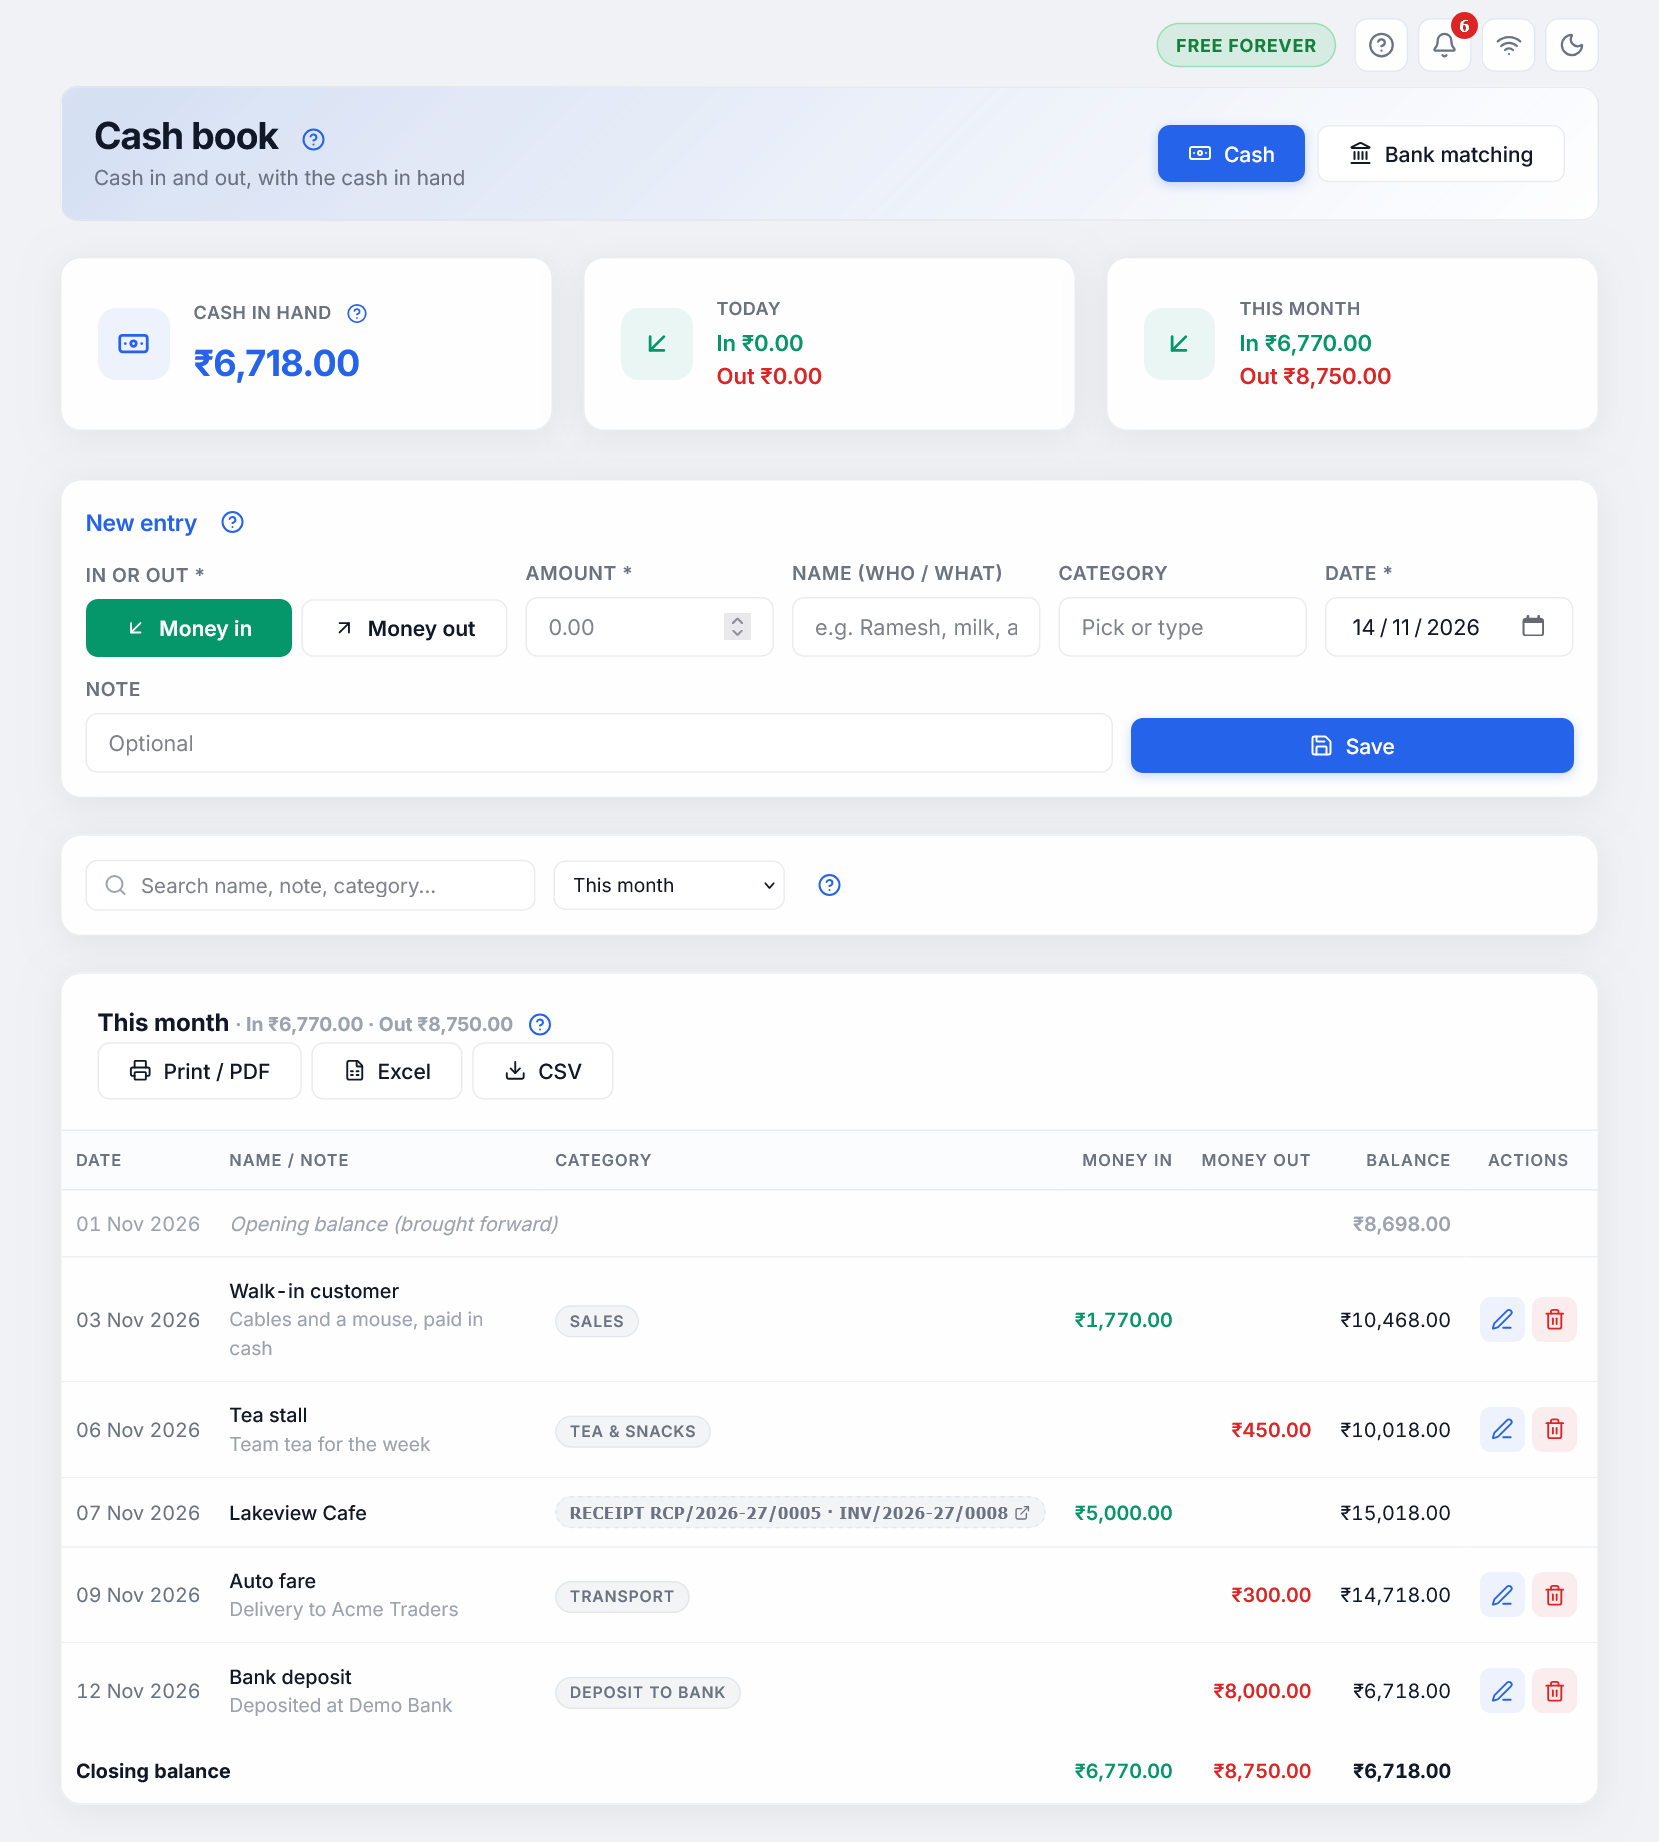 FREE FOREVER
6
Cash book
Cash in and out, with the cash in hand
Cash
Bank matching
CASH IN HAND
₹6,718.00
TODAY
In ₹0.00
Out ₹0.00
THIS MONTH
In ₹6,770.00
Out ₹8,750.00
New entry
IN OR OUT *
AMOUNT *
NAME (WHO / WHAT)
CATEGORY
DATE *
Money in
Money out
0.00
e.g. Ramesh, milk, a
Pick or type
14/11/2026
NOTE
Optional
Save
Search name, note, category...
This month
This month · In ₹6,770.00 · Out ₹8,750.00
Print / PDF
Excel
CSV
DATE NAME / NOTE CATEGORY MONEY IN MONEY OUT BALANCE ACTIONS
01 Nov 2026 Opening balance (brought forward) ₹8,698.00
Walk-in customer
03 Nov 2026 Cables and a mouse, paid in SALES ₹1,770.00 ₹10,468.00
cash
Tea stall
06 Nov 2026 TEA & SNACKS ₹450.00 ₹10,018.00
Team tea for the week
07 Nov 2026 Lakeview Cafe RECEIPT RCP/2026-27/0005 · INV/2026-27/0008 ₹5,000.00 ₹15,018.00
Auto fare
09 Nov 2026 TRANSPORT ₹300.00 ₹14,718.00
Delivery to Acme Traders
Bank deposit
12 Nov 2026 DEPOSIT TO BANK ₹8,000.00 ₹6,718.00
Deposited at Demo Bank
Closing balance ₹6,770.00 ₹8,750.00 ₹6,718.00